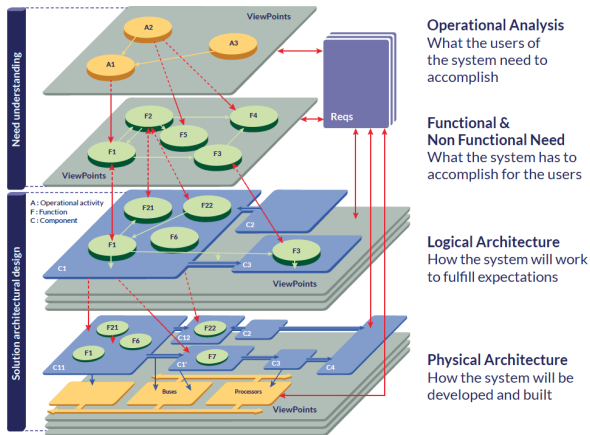 Need understanding
A2
A3
A1
ViewPoints
Operational Analysis
What the users of
the system need to
accomplish
Reqs
F2
F4
F5
F1
F3
ViewPoints
Functional &
Non Functional Need
What the system has to
accomplish for the users
Solution architectural design
A : Operational activity
F : Function
C : Component
F21
F22
C2
F1
F6
F3
C1
C3
ViewPoints
Logical Architecture
How the system will work
to fulfill expectations
F21
F6
F1
C11
C12
F22
C2
C1'
F7
C3
C4
Buses
Processors
ViewPoints
Physical Architecture
How the system will be
developed and built